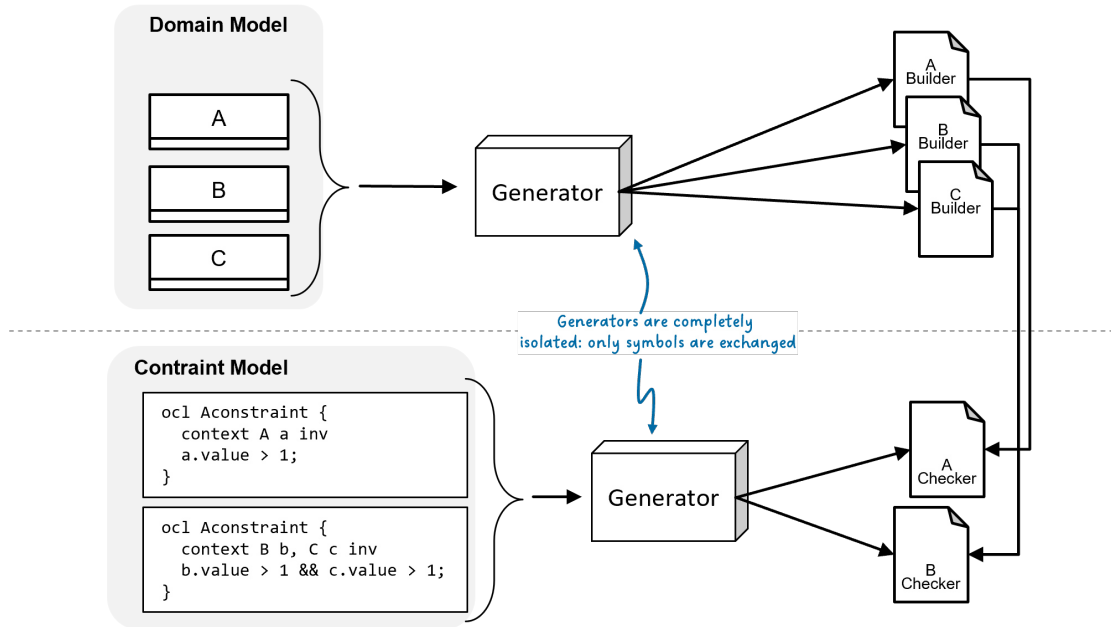 Domain Model
A
B
C
Generator
A
Builder
B
Builder
C
Builder
Generators are completely
isolated: only symbols are exchanged
Contraint Model
ocl Aconstraint {
  context A a inv
  a.value > 1;
}
ocl Aconstraint {
  context B b, C c inv
  b.value > 1 && c.value > 1;
}
Generator
A
Checker
B
Checker